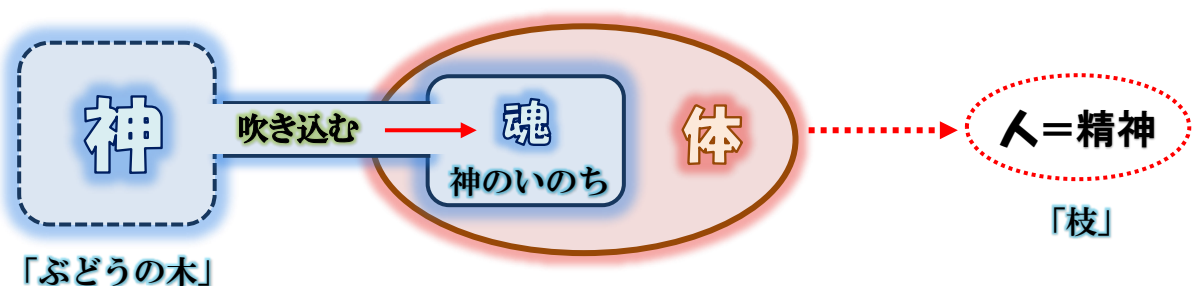 神
吹き込む
魂
神のいのち
体
人＝精神
「枝」
「ぶどうの木」